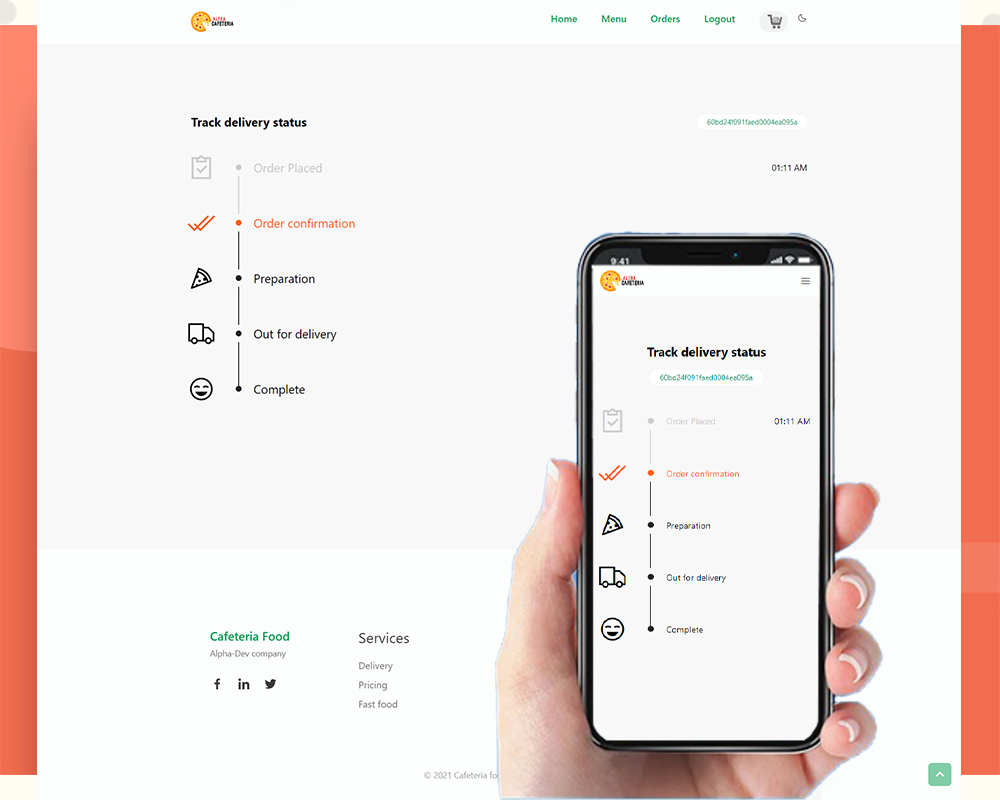 ALPHA
CAFETERIA
Home Menu Orders Logout
Track delivery status
60bd24f091faed0004ea095a
Order Placed
01:11 AM
Order confirmation
Preparation
Out for delivery
Complete
9:41
CAFETERIA
Track delivery status
60bd24f091faed0004ea095a
Order Placed
01:11 AM
Order confirmation
Preparation
Out for delivery
Complete
Cafeteria Food
Alpha-Dev company
Services
Delivery
Pricing
Fast food
© 2021 Cafeteria